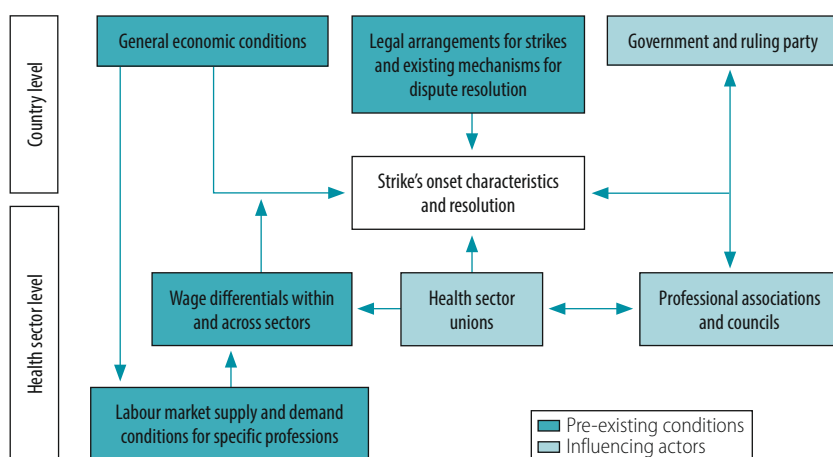 Country level
General economic conditions
Legal arrangements for strikes
and existing mechanisms for
dispute resolution
Government and ruling party
Strike's onset characteristics
and resolution
Health sector level
Wage differentials within
and across sectors
Health sector
unions
Professional associations
and councils
Labour market supply and demand
conditions for specific professions
Pre-existing conditions
Influencing actors